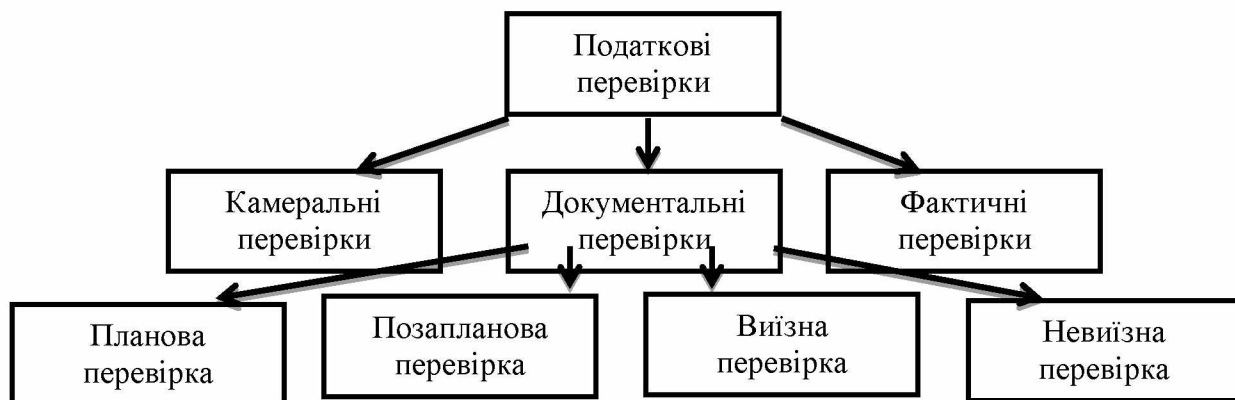 Податкові
перевірки
Камеральні
перевірки
Документальні
перевірки
Фактичні
перевірки
Планова
перевірка
Позапланова
перевірка
Виїзна
перевірка
Невиїзна
перевірка